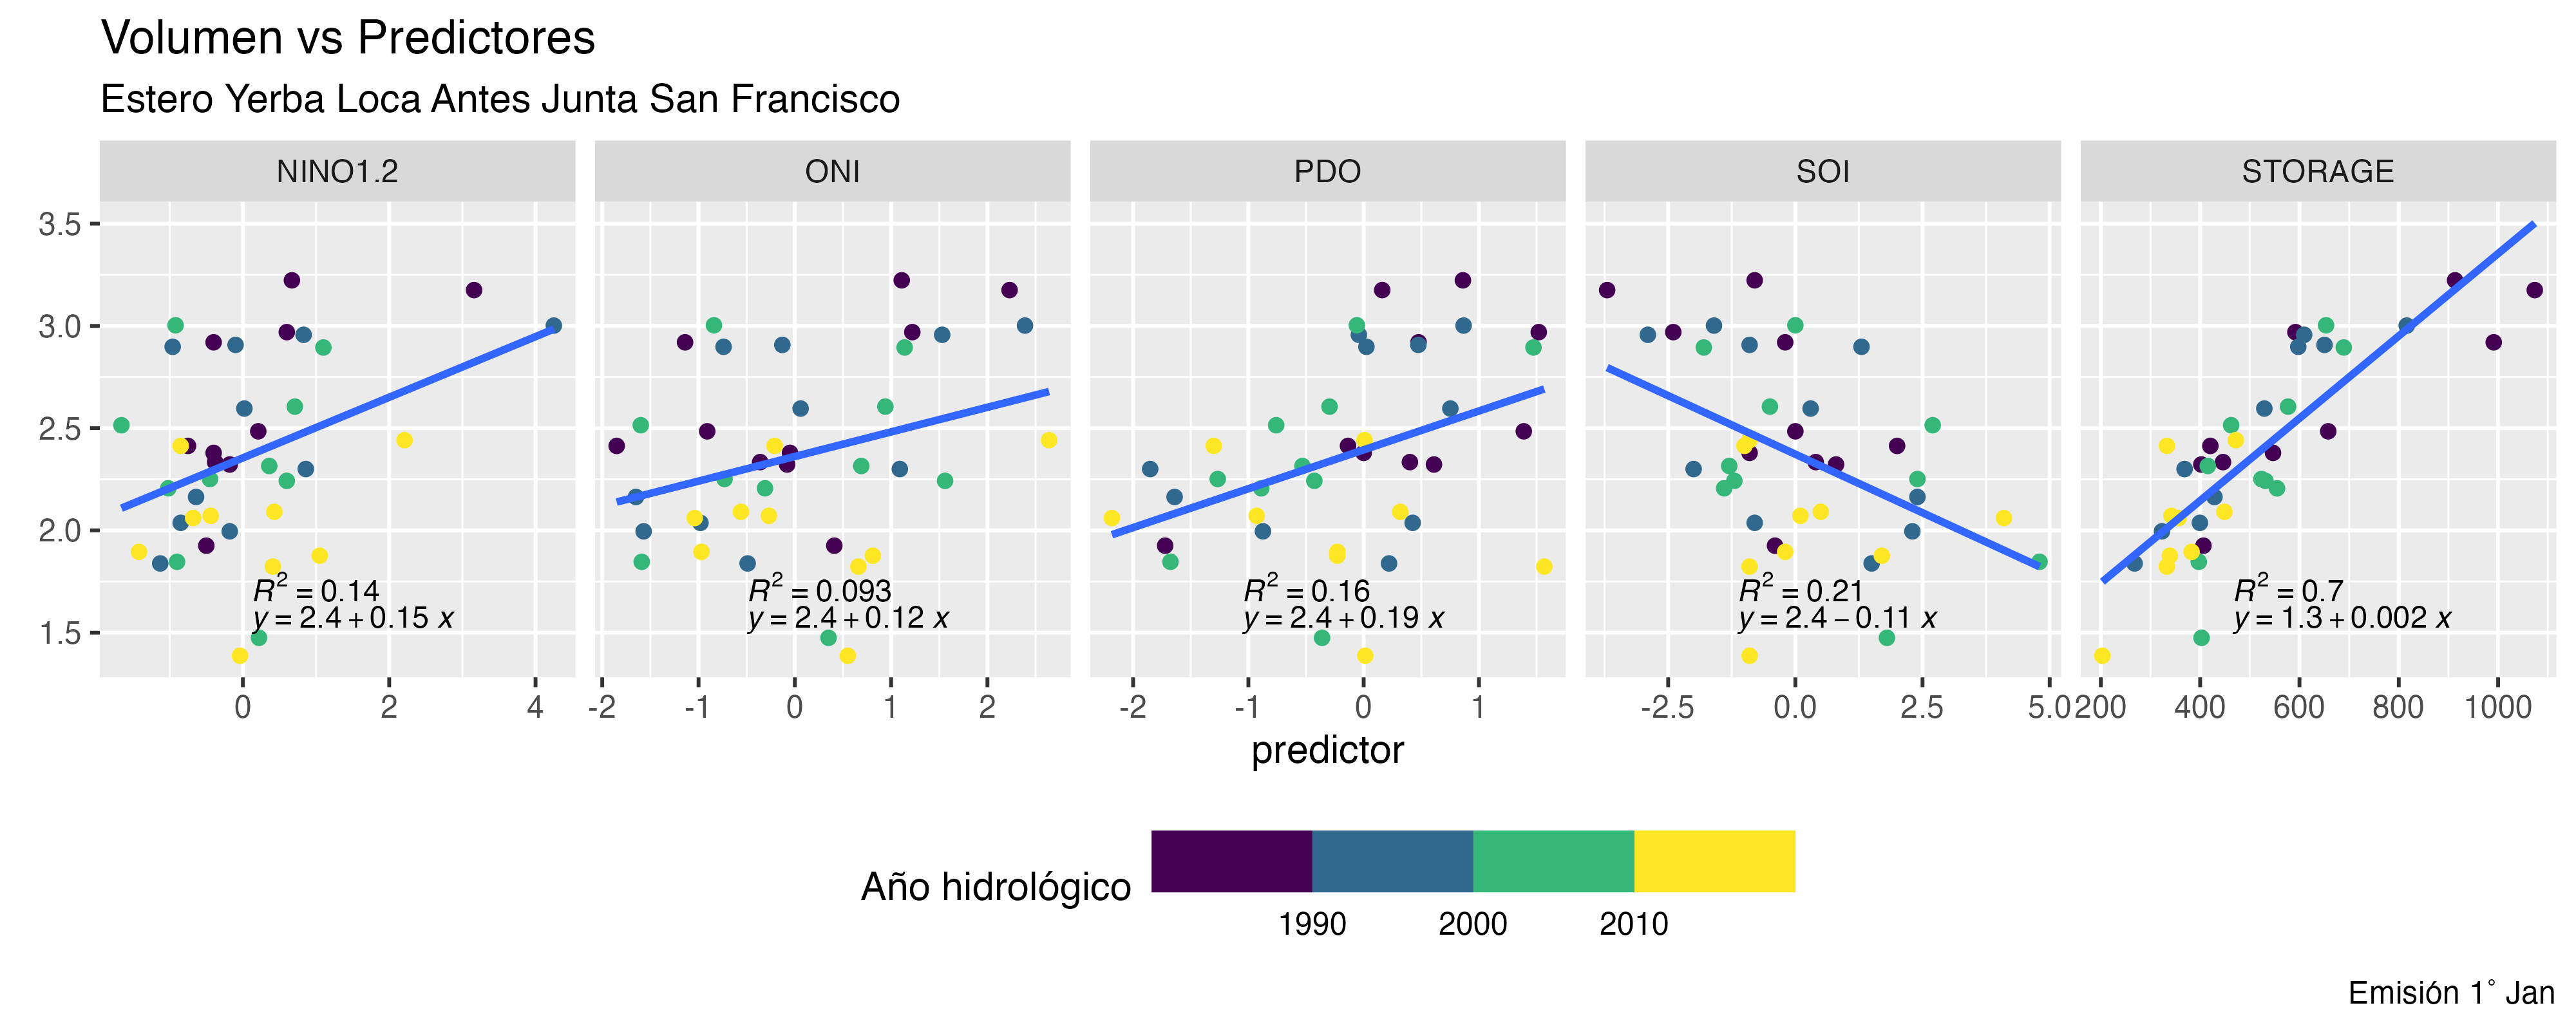 Volumen vs Predictores
Estero Yerba Loca Antes Junta San Francisco
NINO1.2 ONI PDO SOI STORAGE
3.5
3.0
2.5
2.0
1.5
R² = 0.14
y = 2.4 + 0.15 x
R² = 0.093
y = 2.4 + 0.12 x
R² = 0.16
y = 2.4 + 0.19 x
R² = 0.21
y = 2.4 − 0.11 x
R² = 0.7
y = 1.3 + 0.002 x
0 2 4 -2 -1 0 1 2 -2 -1 0 1 -2.5 0.0 2.5 5.0 200 400 600 800 1000
predictor
Año hidrológico
1990 2000 2010
Emisión 1° Jan